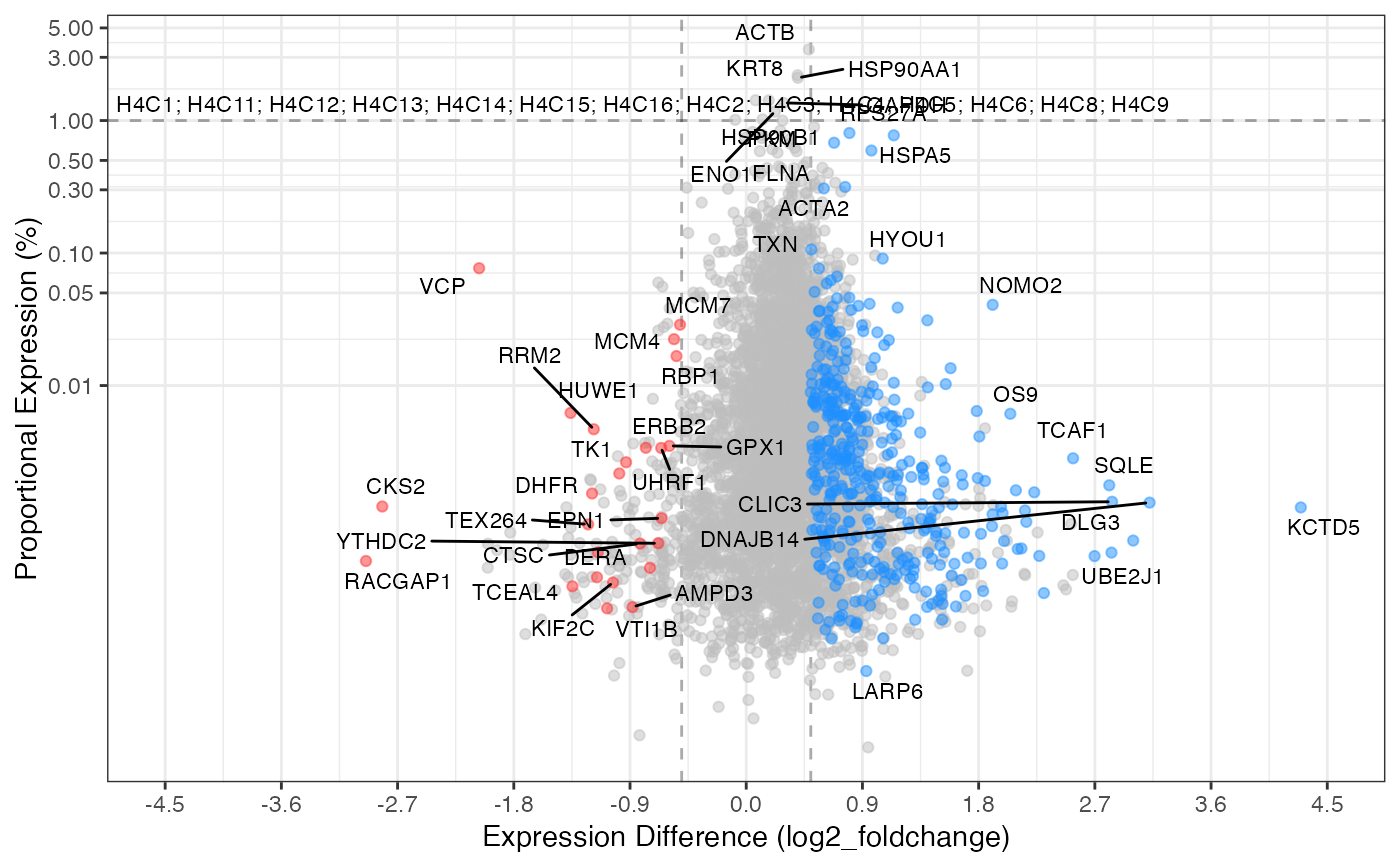 5.00
3.00
1.00
0.50
0.30
0.10
0.05
0.01
Proportional Expression (%)
ACTB
KRT8
HSP90AA1
H4C1; H4C11; H4C12; H4C13; H4C14; H4C15; H4C16; H4C2; H4C3; H4C4; H4C5; H4C6; H4C8; H4C9
GAPDH
RPS27A
HSP90B1
PKM
HSPA5
ENO1
FLNA
ACTA2
TXN
HYOU1
VCP
NOMO2
MCM7
MCM4
RRM2
RBP1
HUWE1
OS9
ERBB2
TCAF1
TK1
GPX1
SQLE
UHRF1
DHFR
CKS2
CLIC3
TEX264
EPN1
DLG3
KCTD5
YTHDC2
DNAJB14
CTSC
DERA
RACGAP1
UBE2J1
TCEAL4
AMPD3
KIF2C
VTI1B
LARP6
-4.5
-3.6
-2.7
-1.8
-0.9
0.0
0.9
1.8
2.7
3.6
4.5
Expression Difference (log2_foldchange)